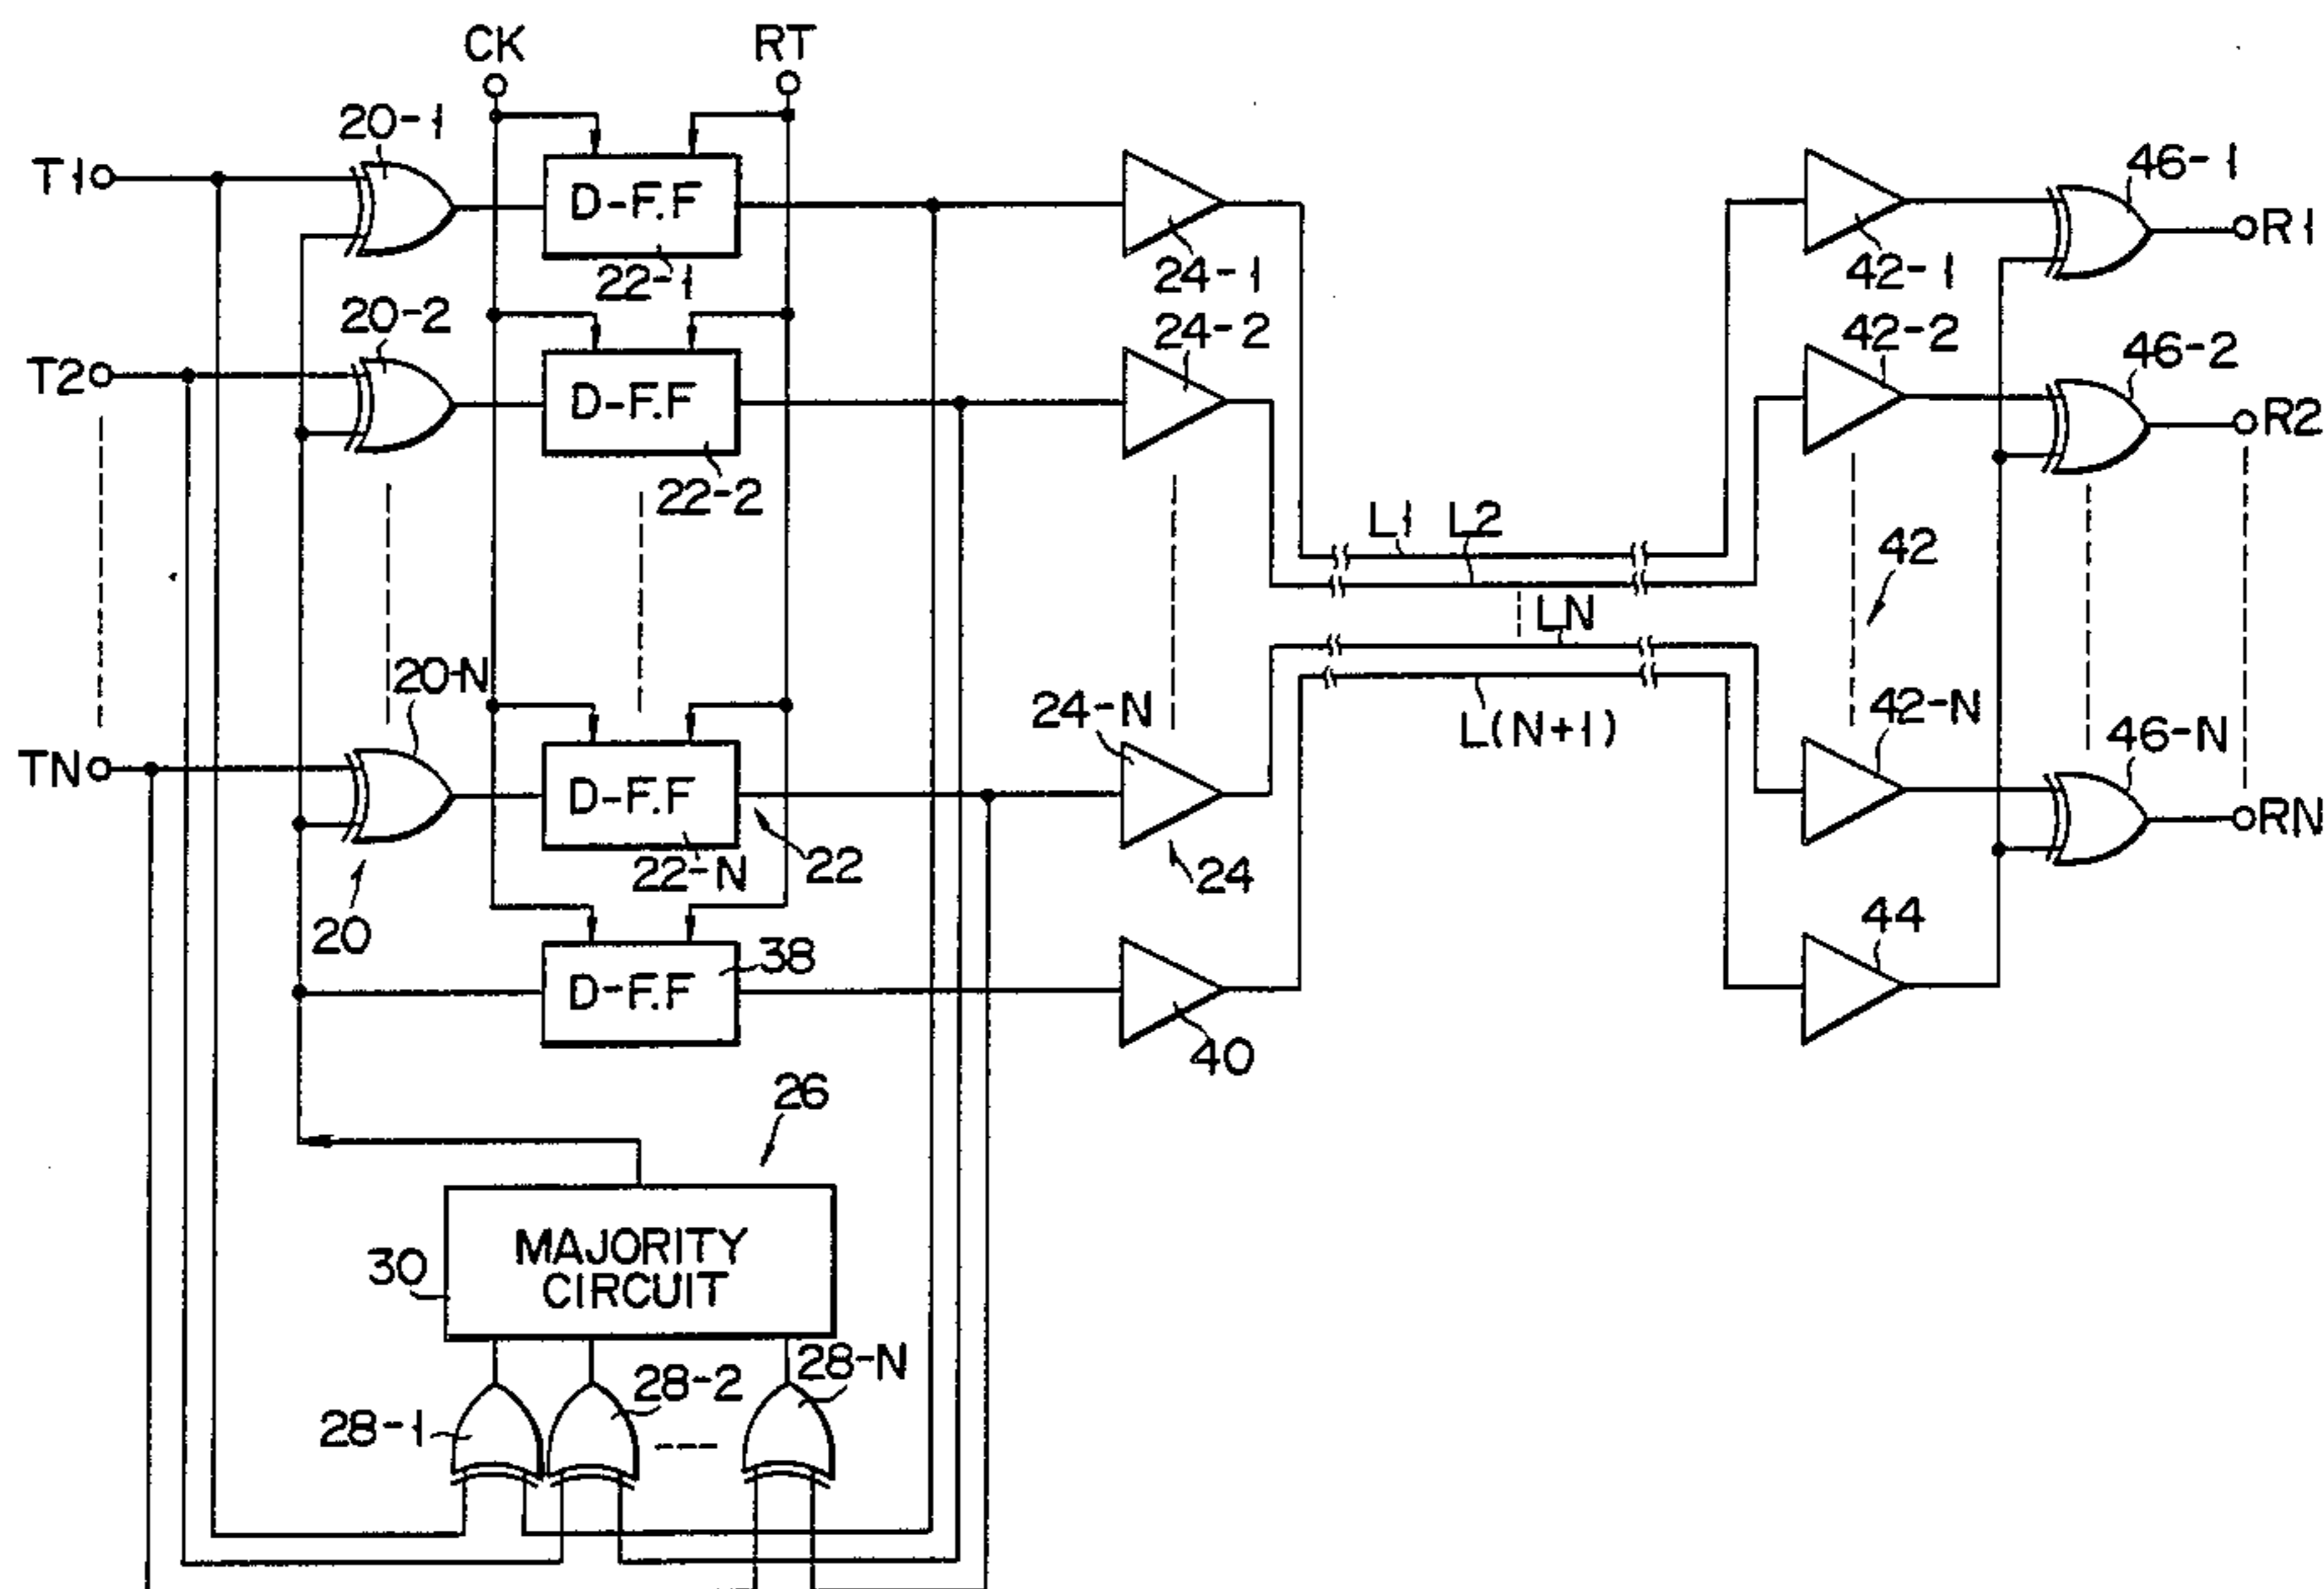 CK RT
20-1
T1 D-F.F 46-1
R1
22-1 24-1 42-1
20-2 24-2 42-2 46-2
T2 D-F.F R2
22-2
L1 L2 42
LN
20-N 24-N L(N+1) 42-N 46-N
TN D-F.F RN
22-N 22 24
20 44
D-F.F 38
40
26
30 MAJORITY
CIRCUIT
28-1 28-2 28-N